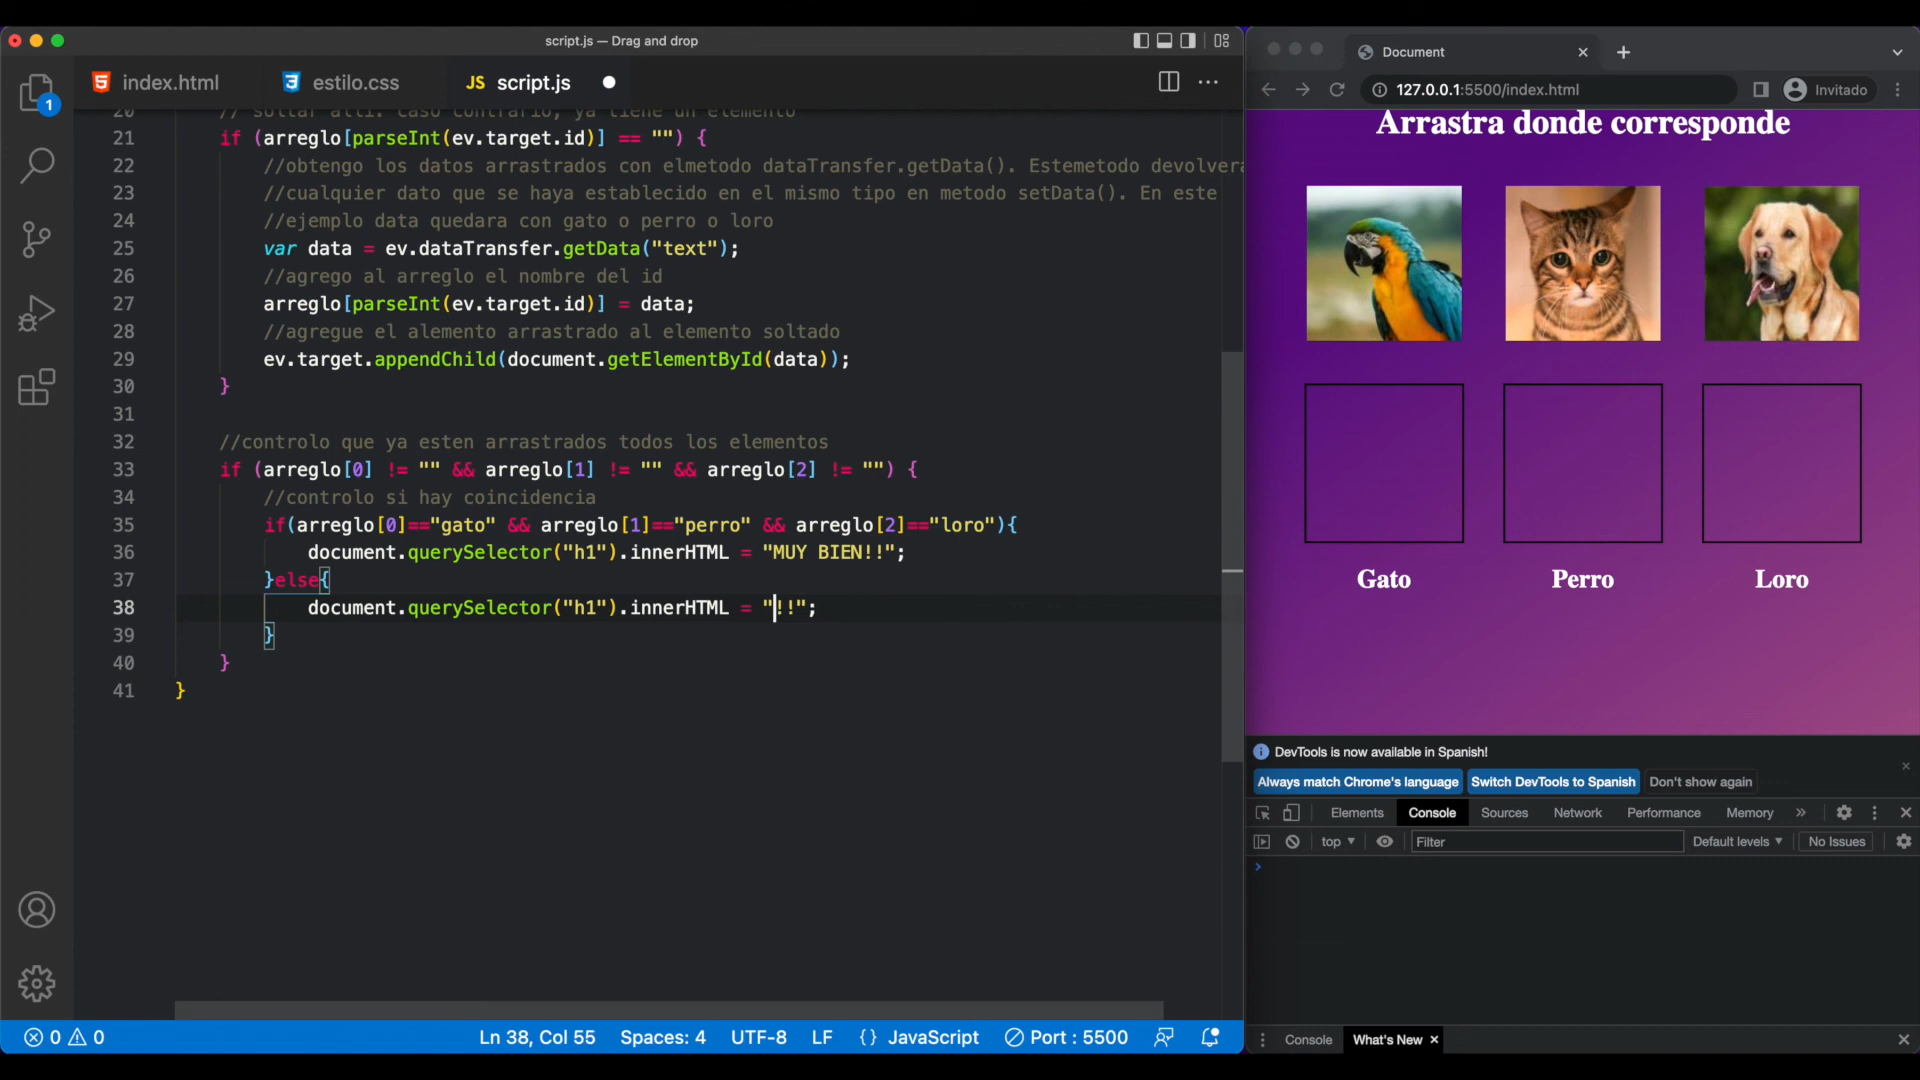 script.js — Drag and drop
index.html
estilo.css
JS script.js
1
20 // soltar alli. Caso contrario, ya tiene un elemento
21 if (arreglo[parseInt(ev.target.id)] == "") {
22 //obtengo los datos arrastrados con elmetodo dataTransfer.getData(). Estemetodo devolvera
23 //cualquier dato que se haya establecido en el mismo tipo en metodo setData(). En este
24 //ejemplo data quedara con gato o perro o loro
25 var data = ev.dataTransfer.getData("text");
26 //agrego al arreglo el nombre del id
27 arreglo[parseInt(ev.target.id)] = data;
28 //agregue el alemento arrastrado al elemento soltado
29 ev.target.appendChild(document.getElementById(data));
30 }
31
32 //controlo que ya esten arrastrados todos los elementos
33 if (arreglo[0] != "" && arreglo[1] != "" && arreglo[2] != "") {
34 //controlo si hay coincidencia
35 if(arreglo[0]=="gato" && arreglo[1]=="perro" && arreglo[2]=="loro"){
36 document.querySelector("h1").innerHTML = "MUY BIEN!!";
37 }else{
38 document.querySelector("h1").innerHTML = "!!";
39 }
40 }
41 }
0 0
Ln 38, Col 55
Spaces: 4
UTF-8
LF
{} JavaScript
Port : 5500
Document
127.0.0.1:5500/index.html
Invitado
Arrastra donde corresponde
Gato
Perro
Loro
DevTools is now available in Spanish!
Always match Chrome's language
Switch DevTools to Spanish
Don't show again
Elements
Console
Sources
Network
Performance
Memory
top
Filter
Default levels
No Issues
Console
What's New